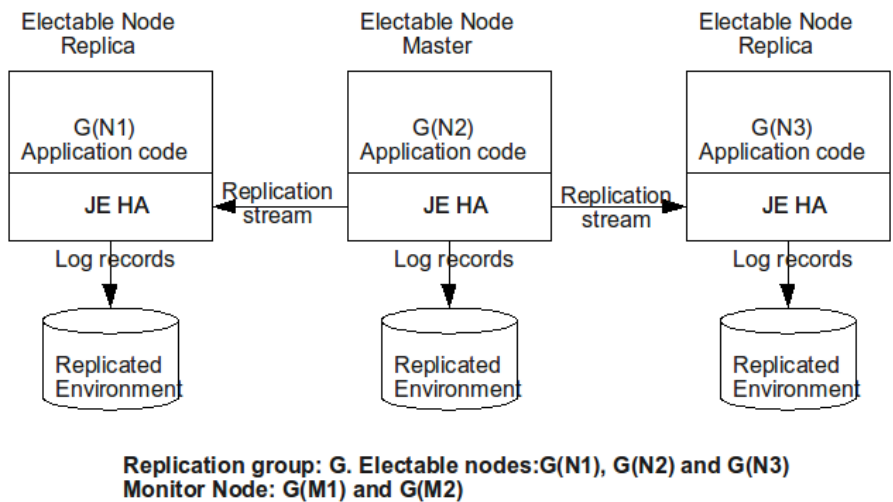 Electable Node
Replica
Electable Node
Master
Electable Node
Replica
G(N1)
Application code
G(N2)
Application code
G(N3)
Application code
JE HA
Replication
stream
JE HA
Replication
stream
JE HA
Log records
Log records
Log records
Replicated
Environment
Replicated
Environment
Replicated
Environment
Replication group: G. Electable nodes:G(N1), G(N2) and G(N3)
Monitor Node: G(M1) and G(M2)